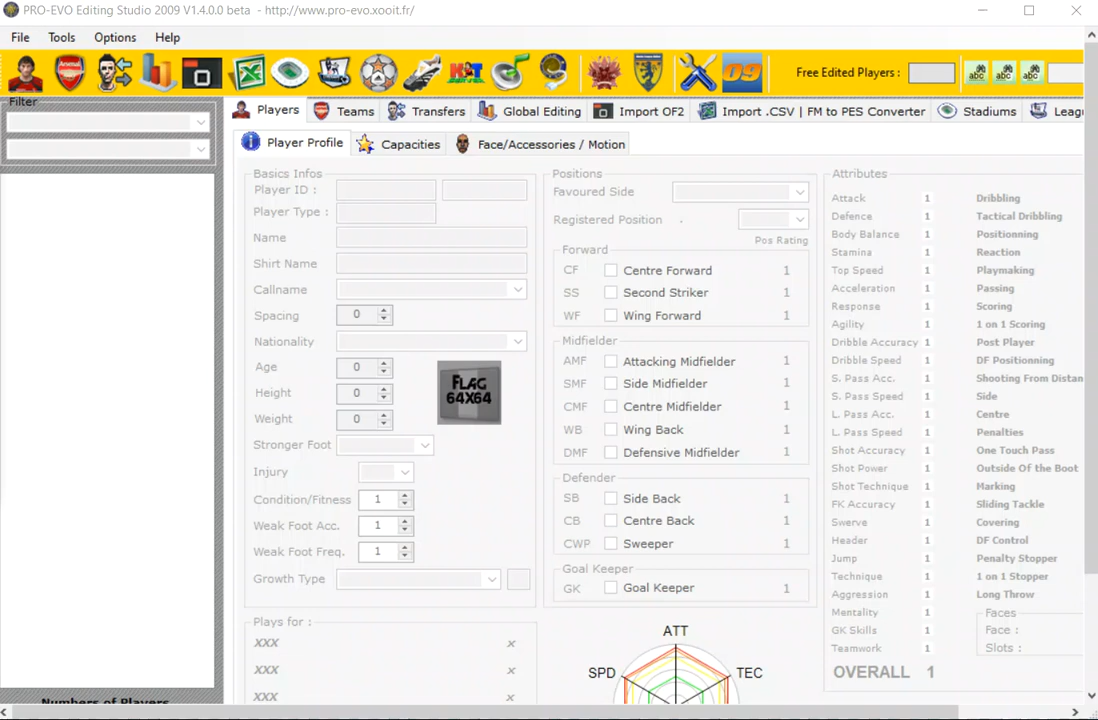 PRO-EVO Editing Studio 2009 V1.4.0.0 beta - http://www.pro-evo.xooit.fr/
File Tools Options Help
Free Edited Players :
abc abc abc
Filter
Players Teams Transfers Global Editing Import OF2 Import .CSV | FM to PES Converter Stadiums
Player Profile Capacities Face/Accessories / Motion
Basics Infos
Player ID :
Player Type :
Name
Shirt Name
Callname
Spacing 0
Nationality
Age 0
Height 0
Weight 0
FLAG
64X64
Stronger Foot
Injury
Condition/Fitness 1
Weak Foot Acc. 1
Weak Foot Freq. 1
Growth Type
Plays for :
XXX x
XXX x
XXX x
Positions
Favoured Side
Registered Position .
Pos Rating
Forward
CF Centre Forward 1
SS Second Striker 1
WF Wing Forward 1
Midfielder
AMF Attacking Midfielder 1
SMF Side Midfielder 1
CMF Centre Midfielder 1
WB Wing Back 1
DMF Defensive Midfielder 1
Defender
SB Side Back 1
CB Centre Back 1
CWP Sweeper 1
Goal Keeper
GK Goal Keeper 1
ATT
SPD TEC
Attributes
Attack 1 Dribbling
Defence 1 Tactical Dribbling
Body Balance 1 Positionning
Stamina 1 Reaction
Top Speed 1 Playmaking
Acceleration 1 Passing
Response 1 Scoring
Agility 1 1 on 1 Scoring
Dribble Accuracy 1 Post Player
Dribble Speed 1 DF Positionning
S. Pass Acc. 1 Shooting From Distan
S. Pass Speed 1 Side
L. Pass Acc. 1 Centre
L. Pass Speed 1 Penalties
Shot Accuracy 1 One Touch Pass
Shot Power 1 Outside Of the Boot
Shot Technique 1 Marking
FK Accuracy 1 Sliding Tackle
Swerve 1 Covering
Header 1 DF Control
Jump 1 Penalty Stopper
Technique 1 1 on 1 Stopper
Aggression 1 Long Throw
Mentality 1
GK Skills 1
Teamwork 1
Faces
Face :
Slots :
OVERALL 1
Numbers of Players